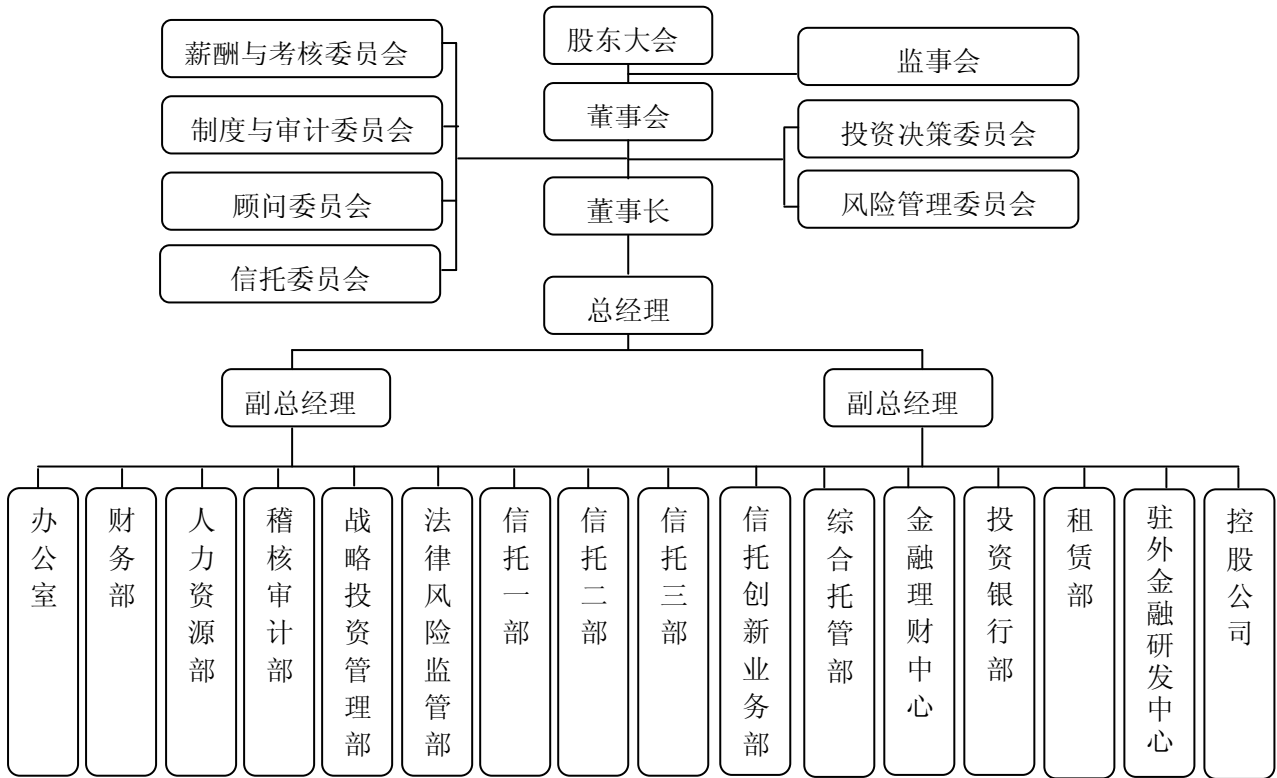 股东大会
薪酬与考核委员会
监事会
董事会
制度与审计委员会
投资决策委员会
顾问委员会
董事长
风险管理委员会
信托委员会
总经理
副总经理
副总经理
办公室
财务部
人力资源部
稽核审计部
战略投资管理部
法律风险监管部
信托一部
信托二部
信托三部
信托创新业务部
综合托管部
金融理财中心
投资银行部
租赁部
驻外金融研发中心
控股公司